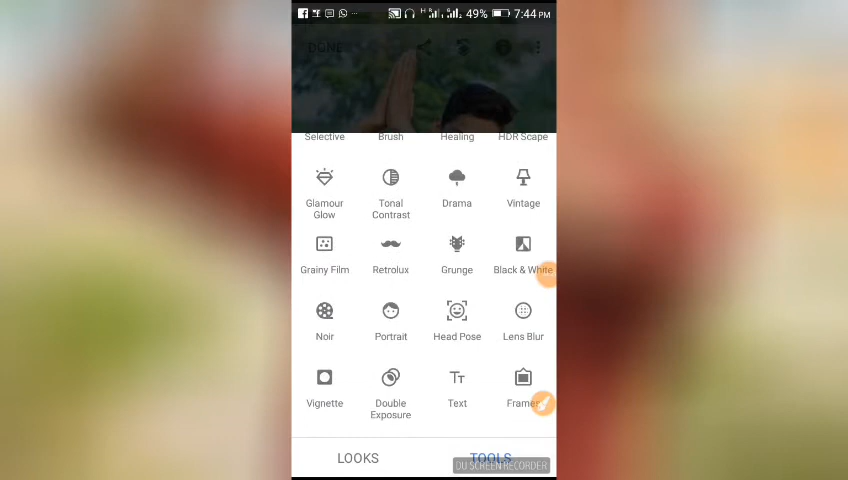 49% 7:44 PM
DONE
Selective Brush Healing HDR Scape
Glamour Glow Tonal Contrast Drama Vintage
Grainy Film Retrolux Grunge Black & White
Noir Portrait Head Pose Lens Blur
Vignette Double Exposure Text Frames
LOOKS TOOLS
DU SCREEN RECORDER